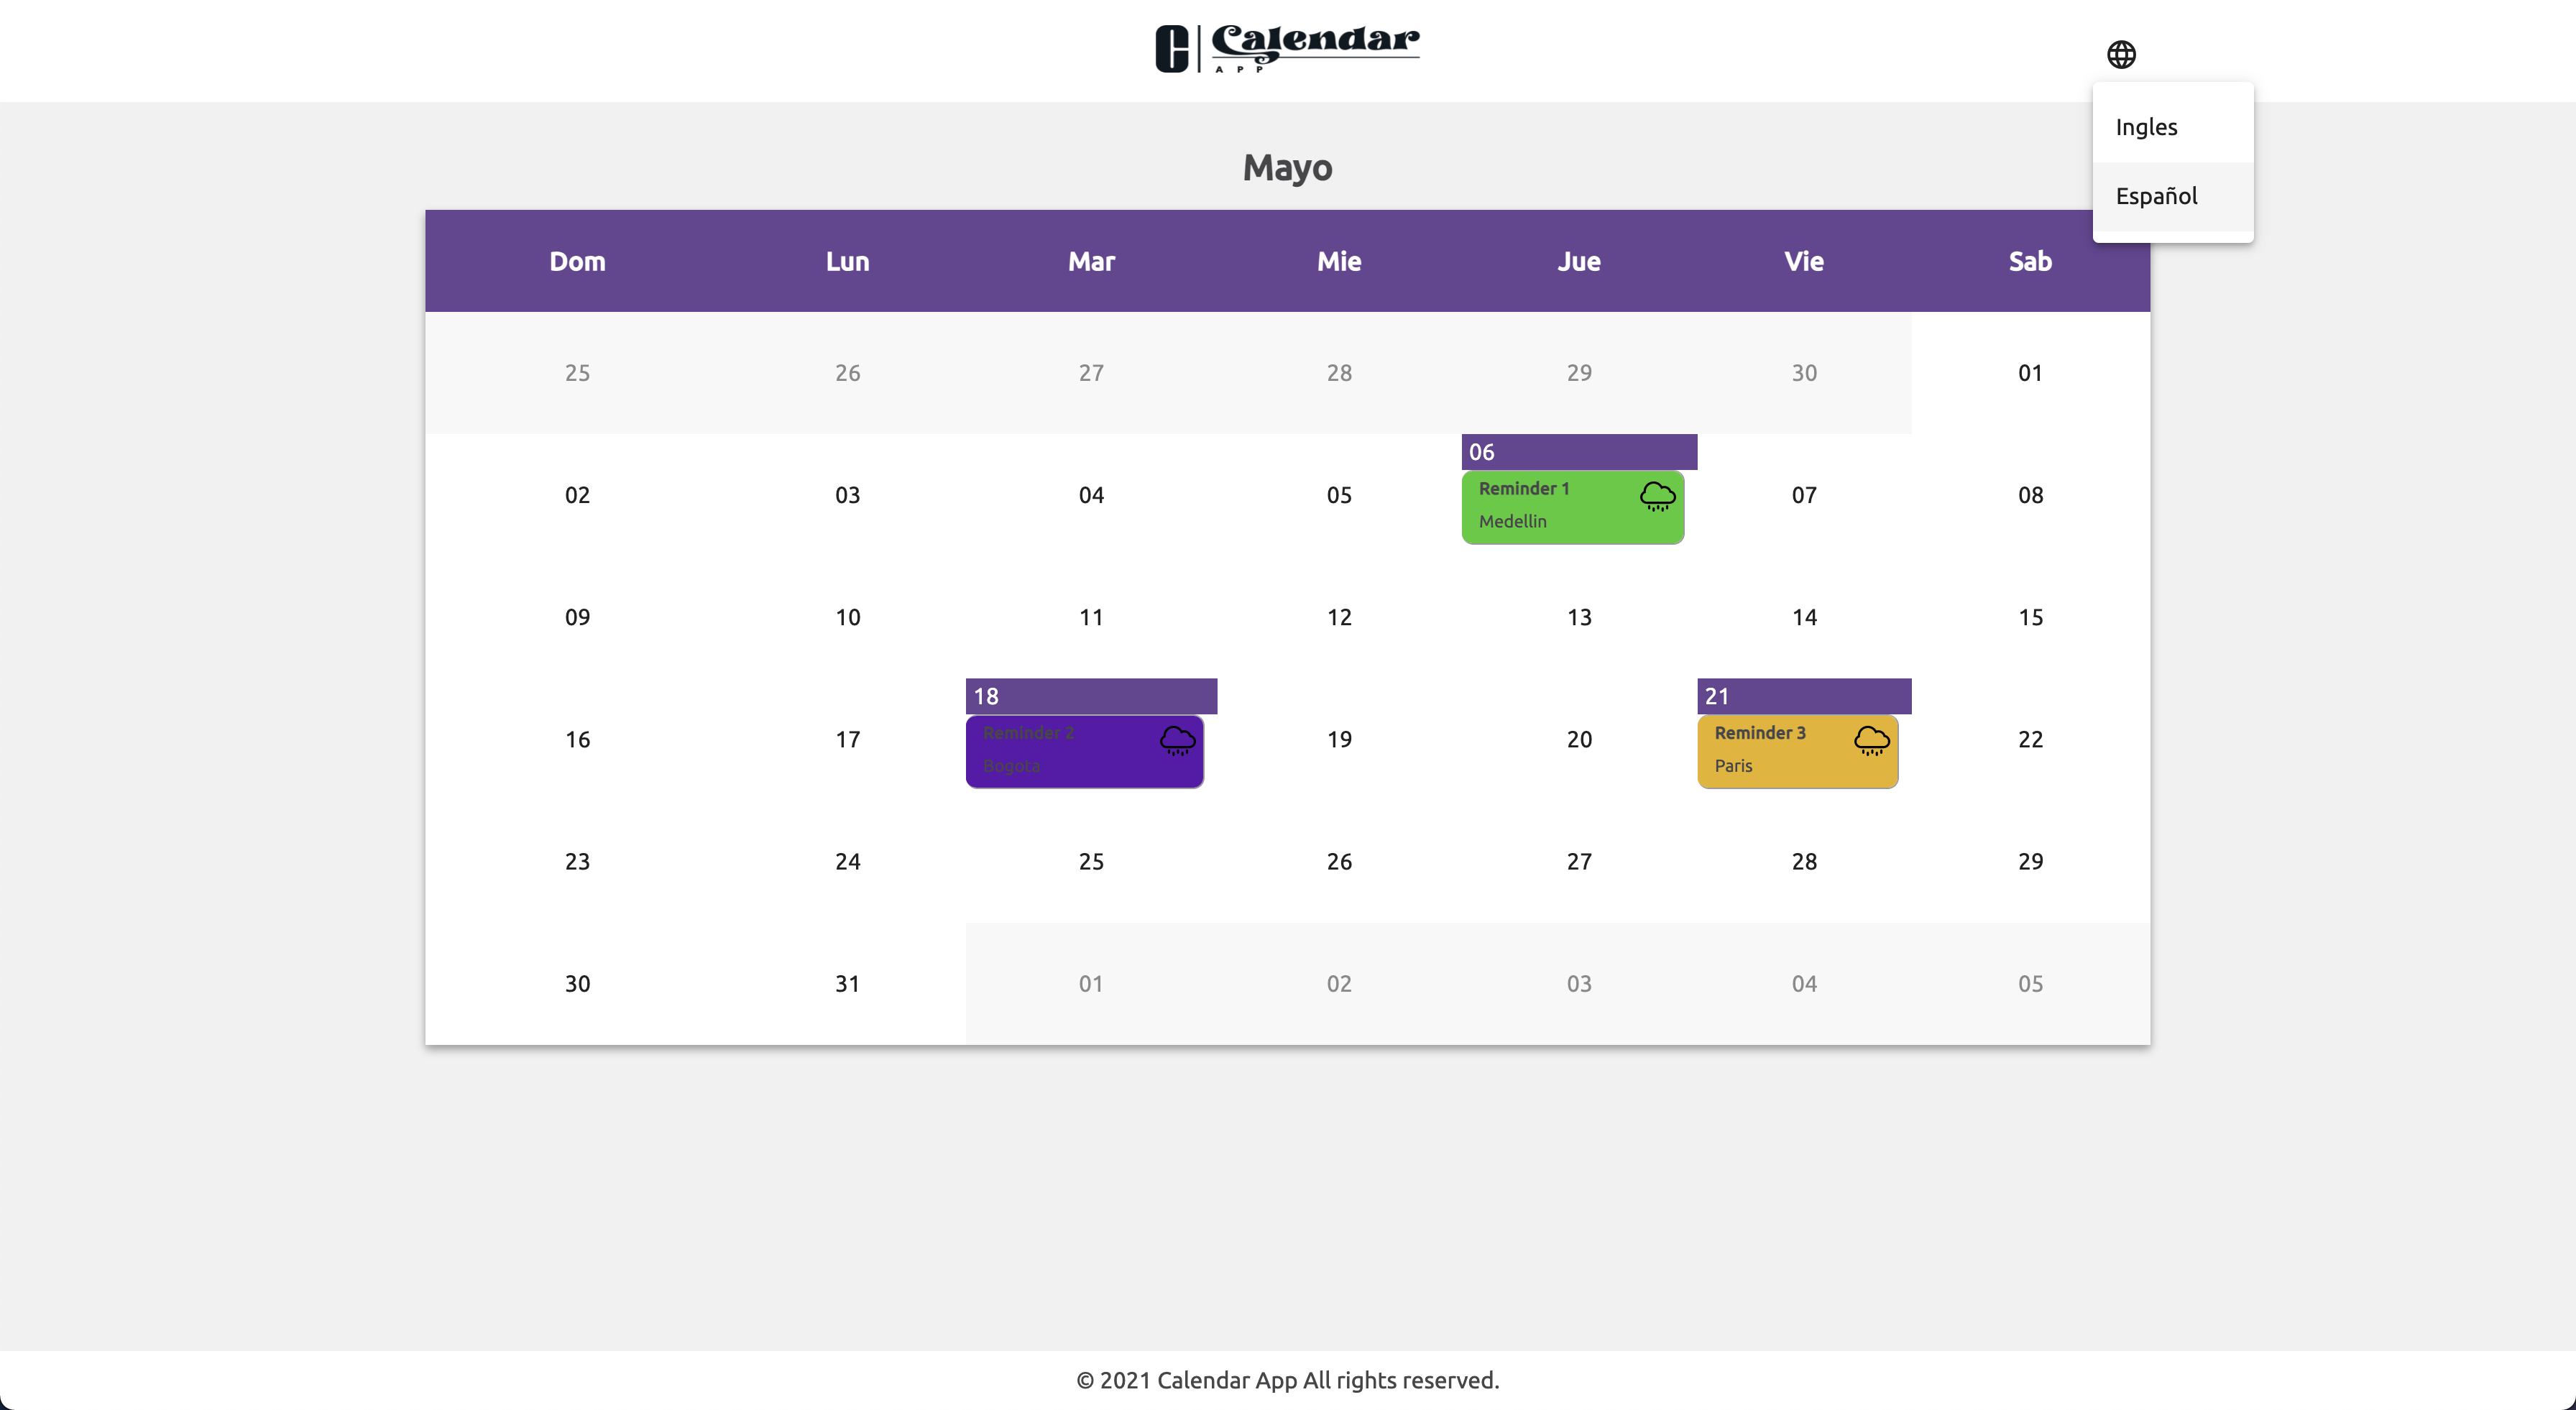 C | Calendar
APP
Ingles
Español
Mayo
Dom Lun Mar Mie Jue Vie Sab
25 26 27 28 29 30 01
02 03 04 05 06 07 08
Reminder 1
Medellin
09 10 11 12 13 14 15
16 17 18 19 20 21 22
Reminder 2 Reminder 3
Bogota Paris
23 24 25 26 27 28 29
30 31 01 02 03 04 05
© 2021 Calendar App All rights reserved.